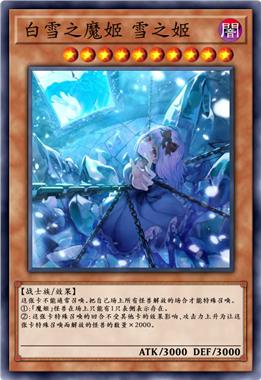 白雪之魔姬 雪之姬
闇
【战士族/效果】
这张卡不能通常召唤。把自己场上所有怪兽解放的场合才能特殊召唤。
①:「魔姬」怪兽在场上只能有1只表侧表示存在。
②:这张卡特殊召唤的回合不受其他卡的效果影响,攻击力上升为让这
张卡特殊召唤而解放的怪兽的数量×2000。
ATK/3000 DEF/3000